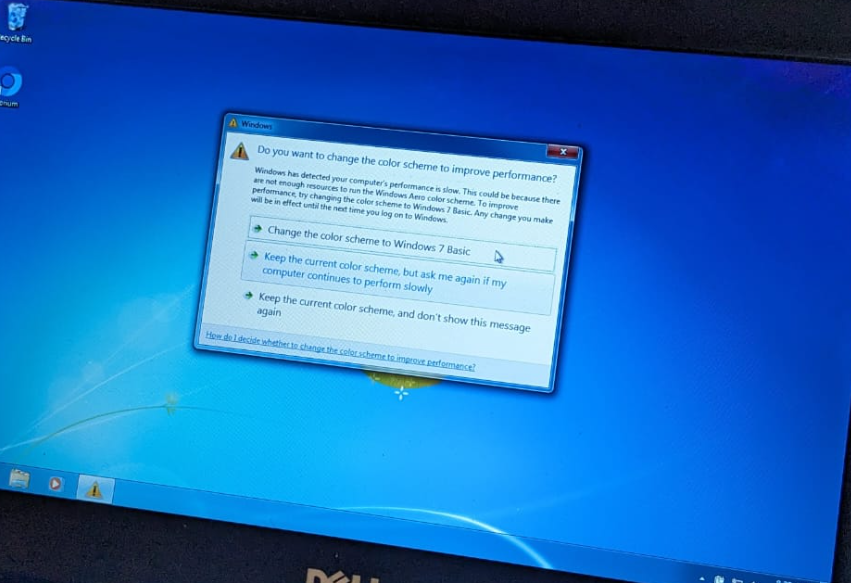 Recycle Bin
Windows
Do you want to change the color scheme to improve performance?
Windows has detected your computer's performance is slow. This could be because there
are not enough resources to run the Windows Aero color scheme. To improve
performance, try changing the color scheme to Windows 7 Basic. Any change you make
will be in effect until the next time you log on to Windows.
Change the color scheme to Windows 7 Basic
Keep the current color scheme, but ask me again if my
computer continues to perform slowly
Keep the current color scheme, and don't show this message
again
How do I decide whether to change the color scheme to improve performance?
DELL